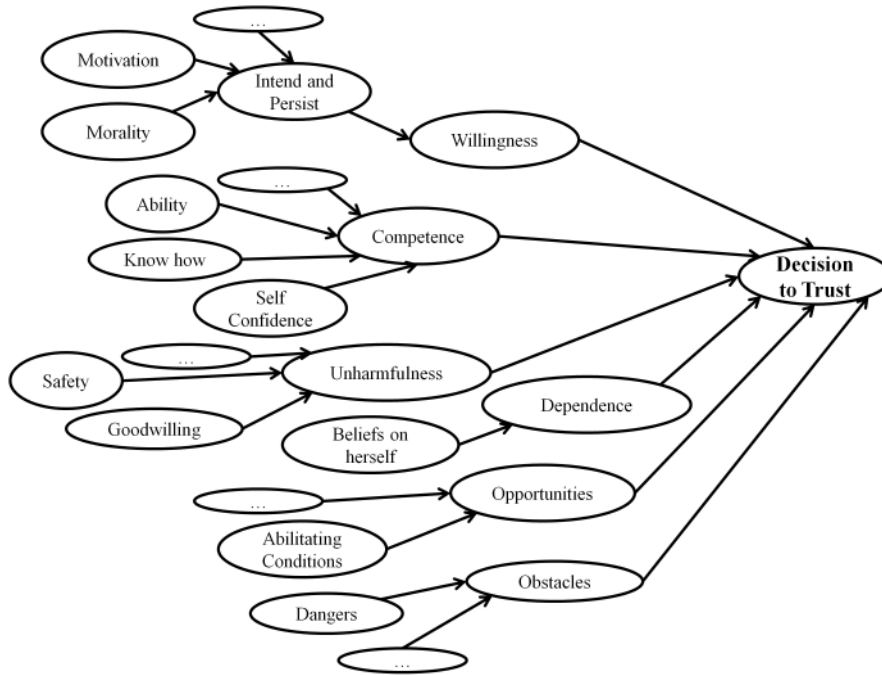 ...
Motivation
Intend and
Persist
Morality
Willingness
...
Ability
Competence
Know how
Decision
to Trust
Self
Confidence
...
Safety
Unharmfulness
Goodwilling
Dependence
Beliefs on
herself
...
Opportunities
Abilitating
Conditions
Obstacles
Dangers
...